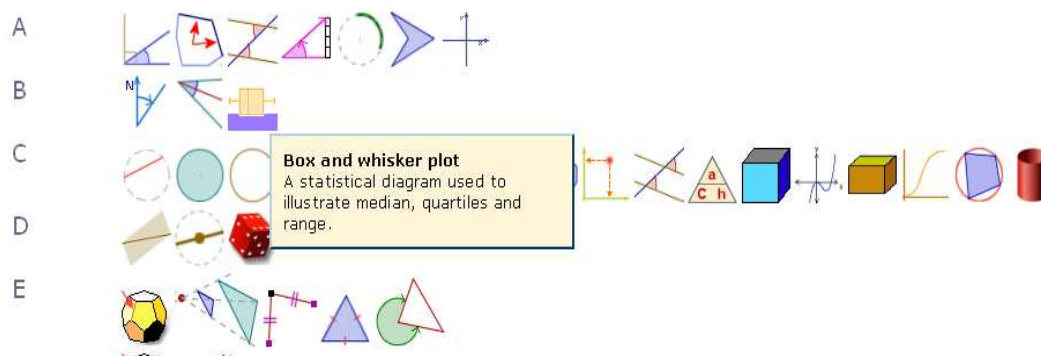 A
y
x
B
N
C
Box and whisker plot
A statistical diagram used to
illustrate median, quartiles and
range.
a
C h
y
x
D
E